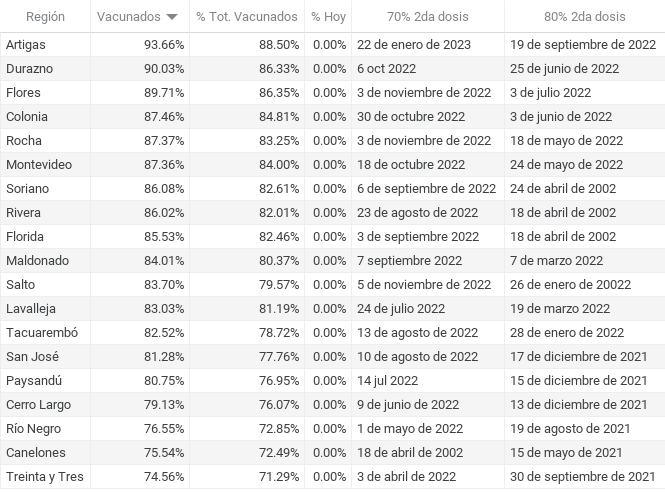 Región Vacunados % Tot. Vacunados % Hoy 70% 2da dosis 80% 2da dosis
Artigas 93.66% 88.50% 0.00% 22 de enero de 2023 19 de septiembre de 2022
Durazno 90.03% 86.33% 0.00% 6 oct 2022 25 de junio de 2022
Flores 89.71% 86.35% 0.00% 3 de noviembre de 2022 3 de julio 2022
Colonia 87.46% 84.81% 0.00% 30 de octubre 2022 3 de junio de 2022
Rocha 87.37% 83.25% 0.00% 3 de noviembre de 2022 18 de mayo de 2022
Montevideo 87.36% 84.00% 0.00% 18 de octubre 2022 24 de mayo de 2022
Soriano 86.08% 82.61% 0.00% 6 de septiembre de 2022 24 de abril de 2002
Rivera 86.02% 82.01% 0.00% 23 de agosto de 2022 18 de abril de 2002
Florida 85.53% 82.46% 0.00% 3 de septiembre 2022 18 de abril de 2002
Maldonado 84.01% 80.37% 0.00% 7 septiembre 2022 7 de marzo 2022
Salto 83.70% 79.57% 0.00% 5 de noviembre de 2022 26 de enero de 20022
Lavalleja 83.03% 81.19% 0.00% 24 de julio 2022 19 de marzo 2022
Tacuarembó 82.52% 78.72% 0.00% 13 de agosto de 2022 28 de enero de 2022
San José 81.28% 77.76% 0.00% 10 de agosto de 2022 17 de diciembre de 2021
Paysandú 80.75% 76.95% 0.00% 14 jul 2022 15 de diciembre de 2021
Cerro Largo 79.13% 76.07% 0.00% 9 de junio de 2022 13 de diciembre de 2021
Río Negro 76.55% 72.85% 0.00% 1 de mayo de 2022 19 de agosto de 2021
Canelones 75.54% 72.49% 0.00% 18 de abril de 2002 15 de mayo de 2021
Treinta y Tres 74.56% 71.29% 0.00% 3 de abril de 2022 30 de septiembre de 2021